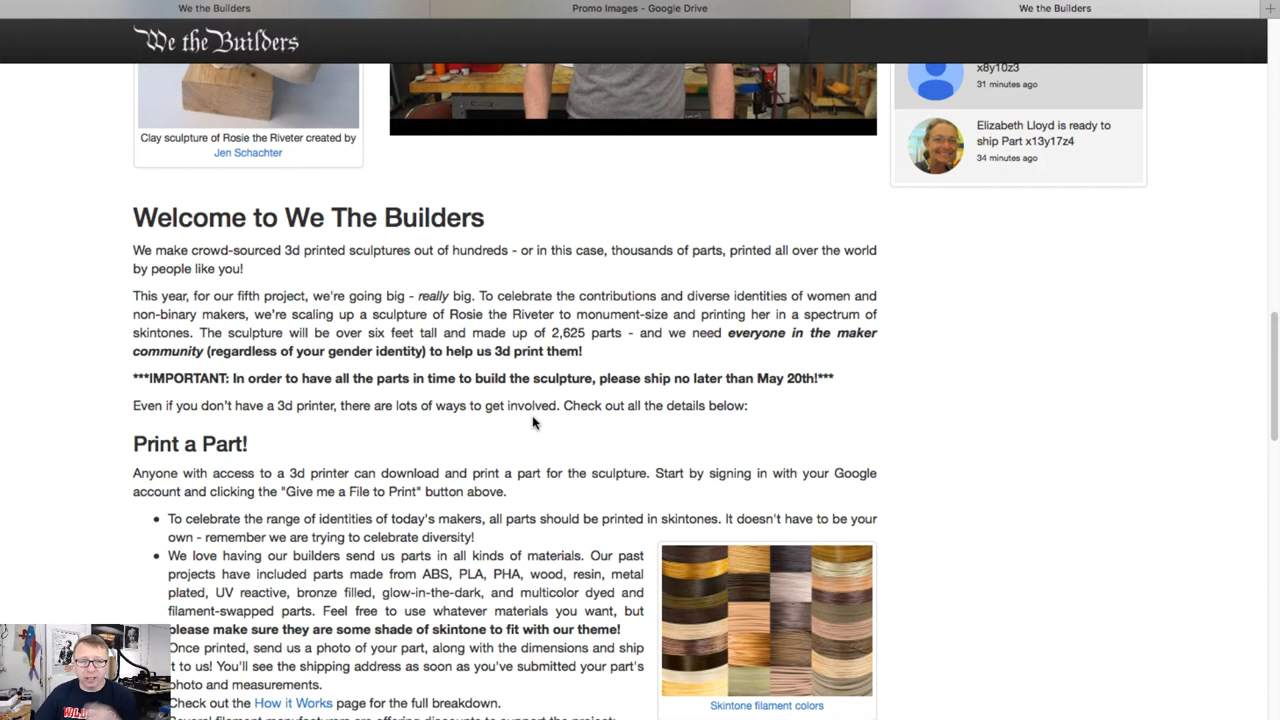 We the Builders
Promo Images - Google Drive
We the Builders
We the Builders
Clay sculpture of Rosie the Riveter created by
Jen Schachter
x8y10z3
31 minutes ago
Elizabeth Lloyd is ready to
ship Part x13y17z4
34 minutes ago
Welcome to We The Builders
We make crowd-sourced 3d printed sculptures out of hundreds - or in this case, thousands of parts, printed all over the world
by people like you!
This year, for our fifth project, we're going big - really big. To celebrate the contributions and diverse identities of women and
non-binary makers, we're scaling up a sculpture of Rosie the Riveter to monument-size and printing her in a spectrum of
skintones. The sculpture will be over six feet tall and made up of 2,625 parts - and we need everyone in the maker
community (regardless of your gender identity) to help us 3d print them!
***IMPORTANT: In order to have all the parts in time to build the sculpture, please ship no later than May 20th!***
Even if you don't have a 3d printer, there are lots of ways to get involved. Check out all the details below:
Print a Part!
Anyone with access to a 3d printer can download and print a part for the sculpture. Start by signing in with your Google
account and clicking the "Give me a File to Print" button above.
• To celebrate the range of identities of today's makers, all parts should be printed in skintones. It doesn't have to be your
own - remember we are trying to celebrate diversity!
• We love having our builders send us parts in all kinds of materials. Our past
projects have included parts made from ABS, PLA, PHA, wood, resin, metal
plated, UV reactive, bronze filled, glow-in-the-dark, and multicolor dyed and
filament-swapped parts. Feel free to use whatever materials you want, but
please make sure they are some shade of skintone to fit with our theme!
Once printed, send us a photo of your part, along with the dimensions and ship
it to us! You'll see the shipping address as soon as you've submitted your part's
photo and measurements.
Check out the How it Works page for the full breakdown.
Several filament manufacturers are offering discounts to support the project:
Skintone filament colors